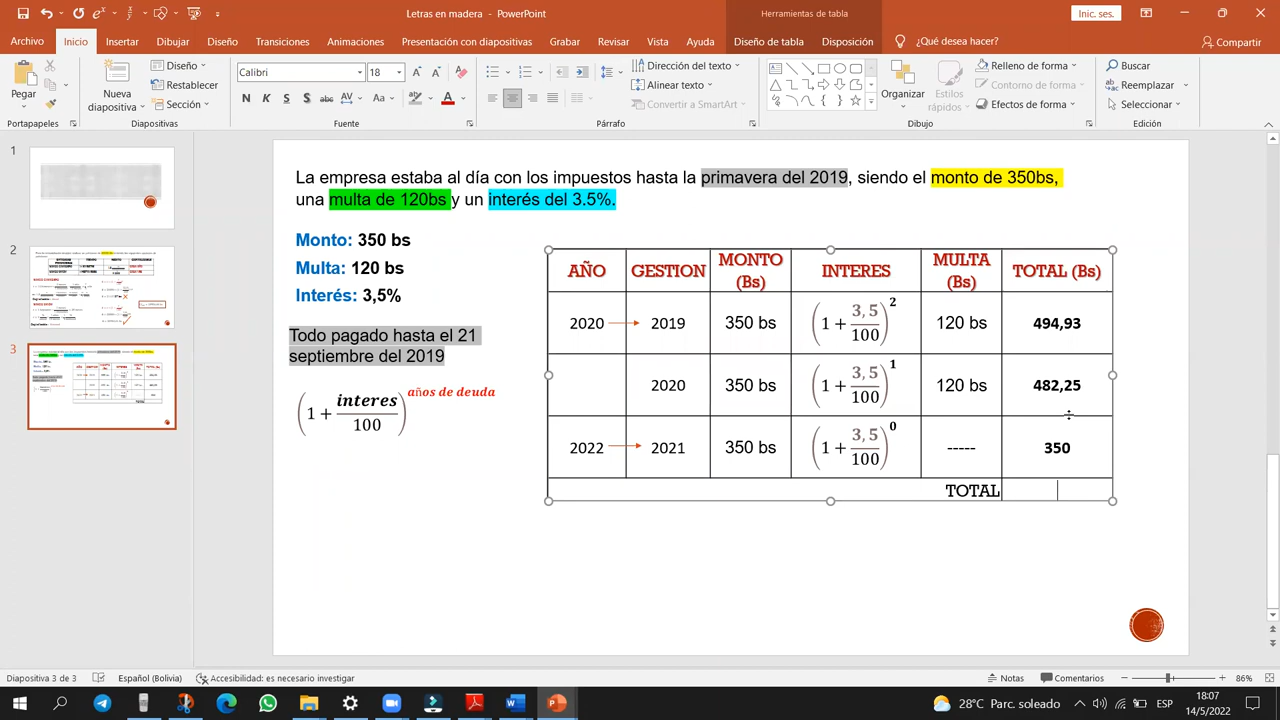 Letras en madera - PowerPoint
Herramientas de tabla
Inic. ses.
Archivo Inicio Insertar Dibujar Diseño Transiciones Animaciones Presentación con diapositivas Grabar Revisar Vista Ayuda Acrobat Diseño de tabla Disposición ¿Qué desea hacer? Compartir
Pegar
Nueva diapositiva
Diseño
Restablecer
Sección
Calibri 18
N K S S abc AV Aa
Dirección del texto
Alinear texto
Convertir a SmartArt
Organizar
Estilos rápidos
Relleno de forma
Contorno de forma
Efectos de forma
Buscar
Reemplazar
Seleccionar
Portapapeles Diapositivas Fuente Párrafo Dibujo Edición
1
2
3
La empresa estaba al día con los impuestos hasta la primavera del 2019, siendo el monto de 350bs,
una multa de 120bs y un interés del 3.5%.
Monto: 350 bs
Multa: 120 bs
Interés: 3,5%
Todo pagado hasta el 21
septiembre del 2019
(1 + interes/100) años de deuda
AÑO GESTION MONTO (Bs) INTERES MULTA (Bs) TOTAL (Bs)
2020 → 2019 350 bs (1 + 3,5/100)² 120 bs 494,93
2020 350 bs (1 + 3,5/100)¹ 120 bs 482,25
2022 → 2021 350 bs (1 + 3,5/100)⁰ ----- 350
TOTAL
Diapositiva 3 de 3 Español (Bolivia) Accesibilidad: es necesario investigar Notas Comentarios 86%
28°C Parc. soleado ESP 18:07
14/5/2022